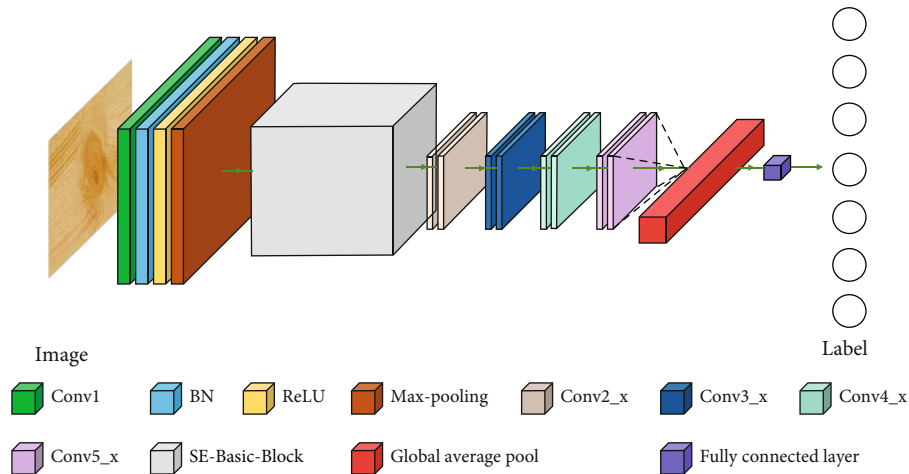 Image
Label
Conv1
BN
ReLU
Max-pooling
Conv2_x
Conv3_x
Conv4_x
Conv5_x
SE-Basic-Block
Global average pool
Fully connected layer